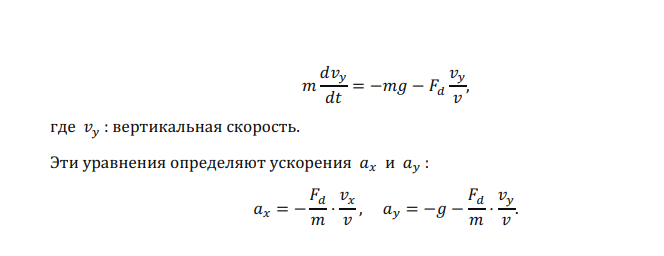 m dv_y/dt = −mg − F_d v_y/v,
где v_y : вертикальная скорость.
Эти уравнения определяют ускорения a_x и a_y :
a_x = − F_d/m · v_x/v , a_y = −g − F_d/m · v_y/v.